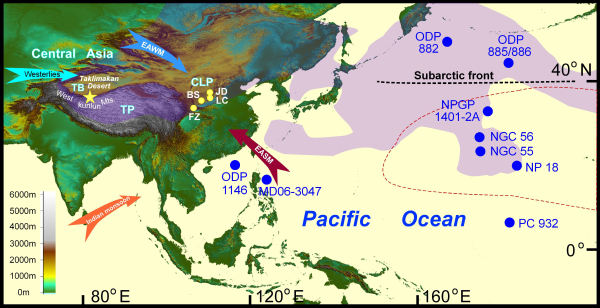 ODP
882
ODP
885/886
Central Asia
EAWM
Westerlies
Taklimakan
Desert
TB
CLP
BS
JD
LC
FZ
West
kunlun
Mts
TP
Subarctic front
40°N
NPGP
1401-2A
NGC 56
NGC 55
NP 18
EASM
ODP
1146
MD06-3047
6000m
5000m
4000m
3000m
2000m
1000m
0m
Indian monsoon
Pacific Ocean
PC 932
0°
80°E
120°E
160°E